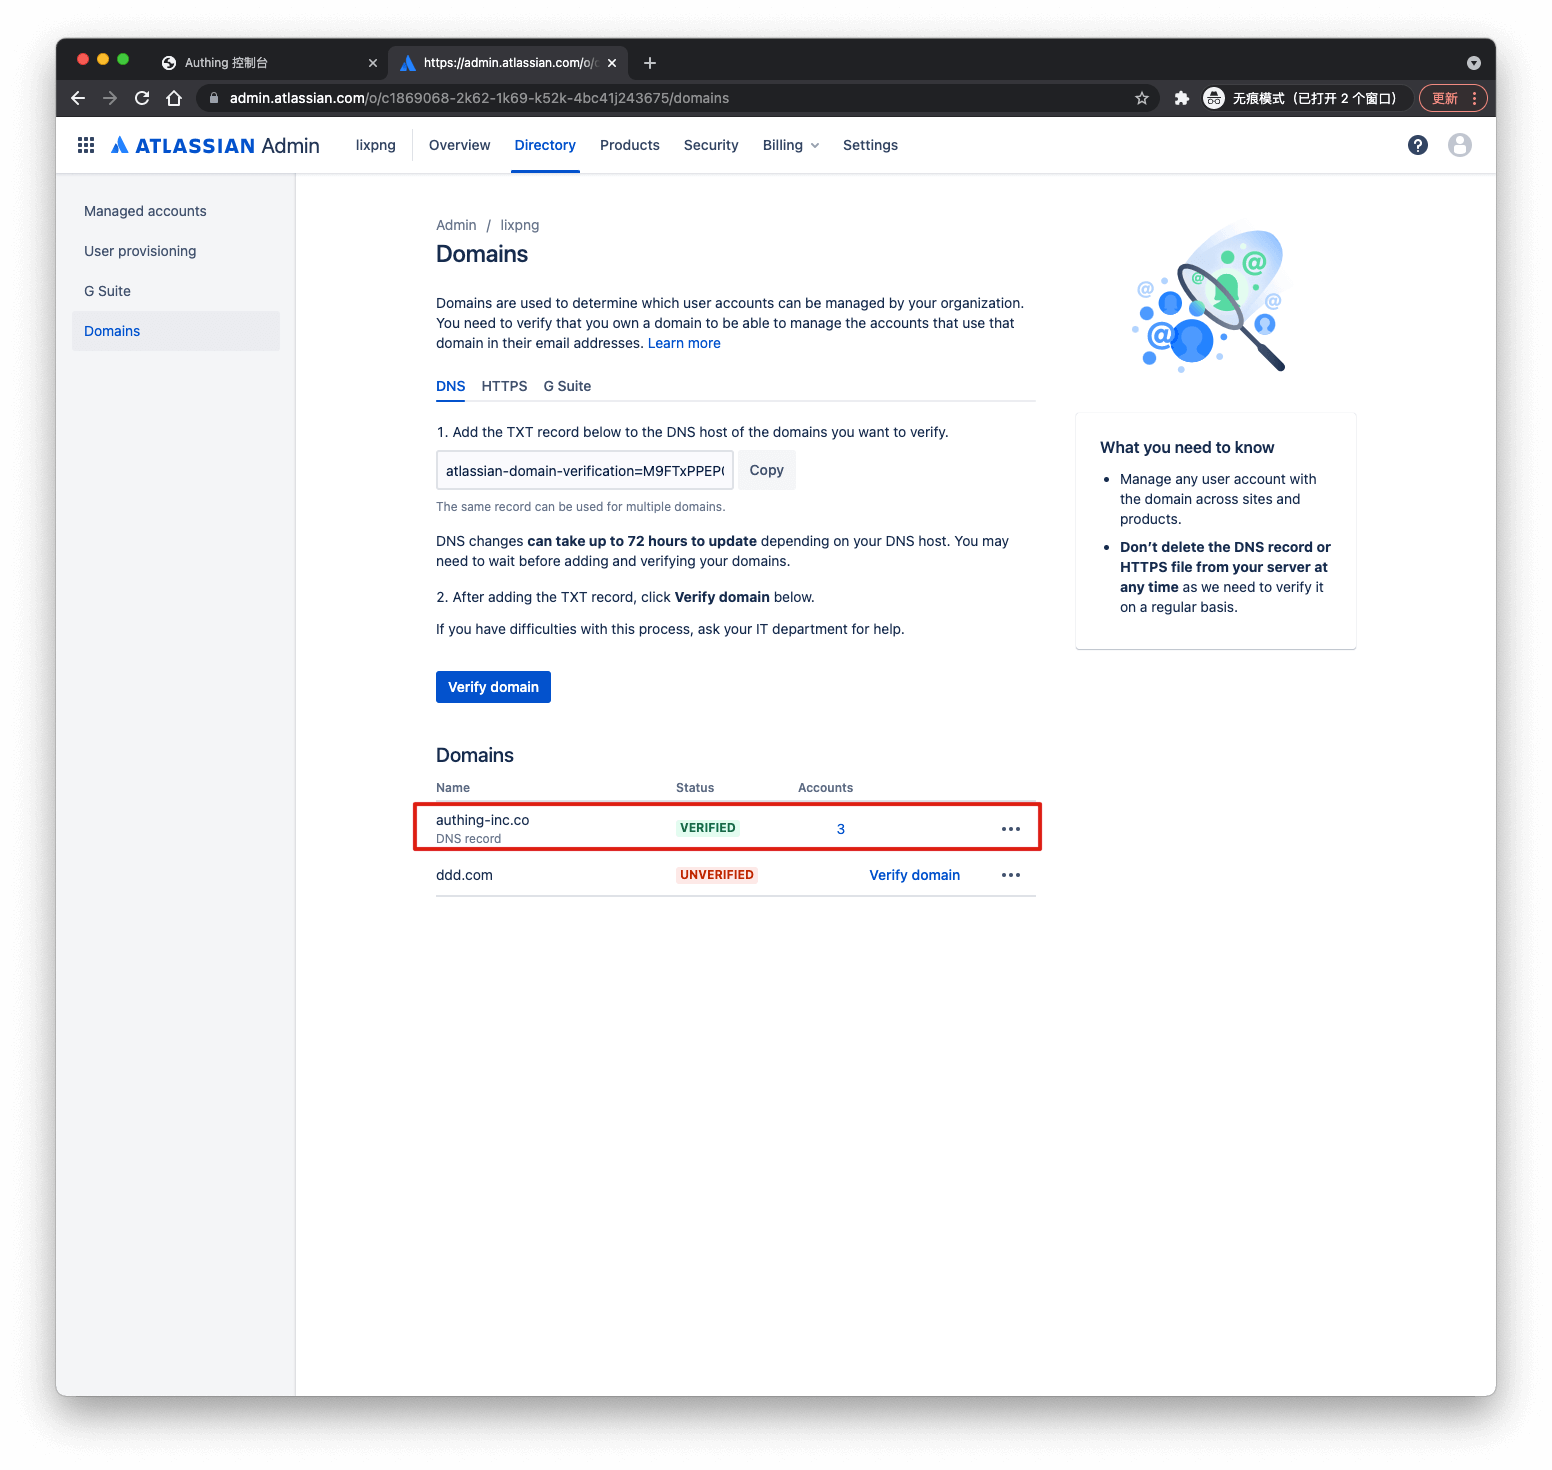 Authing 控制台
https://admin.atlassian.com/o/c
admin.atlassian.com/o/c1869068-2k62-1k69-k52k-4bc41j243675/domains
无痕模式（已打开 2 个窗口）
更新
ATLASSIAN Admin
lixpng
Overview
Directory
Products
Security
Billing
Settings
Managed accounts
User provisioning
G Suite
Domains
Admin / lixpng
Domains
Domains are used to determine which user accounts can be managed by your organization.
You need to verify that you own a domain to be able to manage the accounts that use that
domain in their email addresses. Learn more
DNS HTTPS G Suite
1. Add the TXT record below to the DNS host of the domains you want to verify.
atlassian-domain-verification=M9FTxPPEP
Copy
The same record can be used for multiple domains.
DNS changes can take up to 72 hours to update depending on your DNS host. You may
need to wait before adding and verifying your domains.
2. After adding the TXT record, click Verify domain below.
If you have difficulties with this process, ask your IT department for help.
Verify domain
What you need to know
• Manage any user account with
the domain across sites and
products.
• Don’t delete the DNS record or
HTTPS file from your server at
any time as we need to verify it
on a regular basis.
Domains
Name Status Accounts
authing-inc.co VERIFIED 3
DNS record
ddd.com UNVERIFIED Verify domain